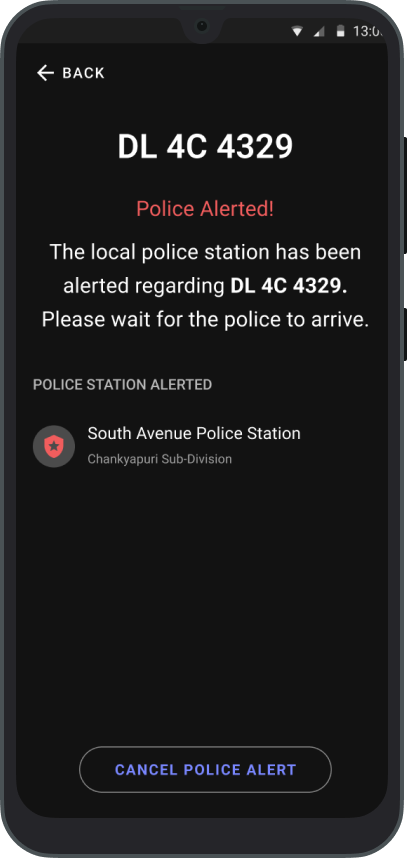 13:0
BACK
DL 4C 4329
Police Alerted!
The local police station has been
alerted regarding DL 4C 4329.
Please wait for the police to arrive.
POLICE STATION ALERTED
South Avenue Police Station
Chankyapuri Sub-Division
CANCEL POLICE ALERT